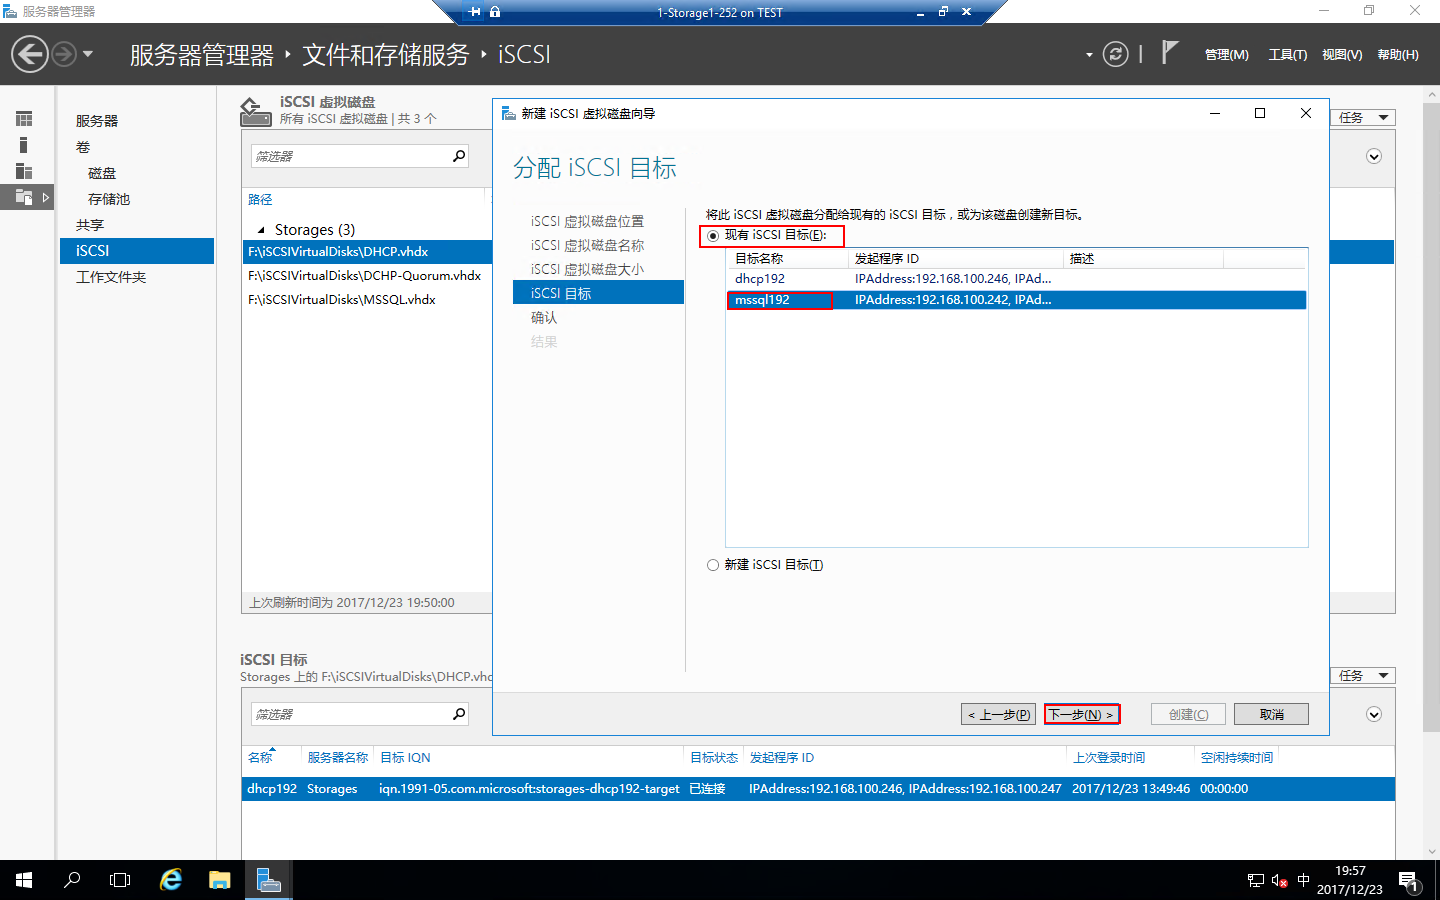 服务器管理器
1-Storage1-252 on TEST
服务器管理器 ‣ 文件和存储服务 ‣ iSCSI
管理(M) 工具(T) 视图(V) 帮助(H)
服务器
卷
磁盘
存储池
共享
iSCSI
工作文件夹
iSCSI 虚拟磁盘
所有 iSCSI 虚拟磁盘 | 共 3 个
任务
筛选器
路径
Storages (3)
F:\iSCSIVirtualDisks\DHCP.vhdx
F:\iSCSIVirtualDisks\DCHP-Quorum.vhdx
F:\iSCSIVirtualDisks\MSSQL.vhdx
上次刷新时间为 2017/12/23 19:50:00
新建 iSCSI 虚拟磁盘向导
分配 iSCSI 目标
iSCSI 虚拟磁盘位置
iSCSI 虚拟磁盘名称
iSCSI 虚拟磁盘大小
iSCSI 目标
确认
结果
将此 iSCSI 虚拟磁盘分配给现有的 iSCSI 目标，或为该磁盘创建新目标。
现有 iSCSI 目标(E):
目标名称 发起程序 ID 描述
dhcp192 IPAddress:192.168.100.246, IPAd...
mssql192 IPAddress:192.168.100.242, IPAd...
新建 iSCSI 目标(T)
< 上一步(P) 下一步(N) > 创建(C) 取消
iSCSI 目标
Storages 上的 F:\iSCSIVirtualDisks\DHCP.vhd
任务
筛选器
名称 服务器名称 目标 IQN 目标状态 发起程序 ID 上次登录时间 空闲持续时间
dhcp192 Storages iqn.1991-05.com.microsoft:storages-dhcp192-target 已连接 IPAddress:192.168.100.246, IPAddress:192.168.100.247 2017/12/23 13:49:46 00:00:00
中
19:57
2017/12/23
1